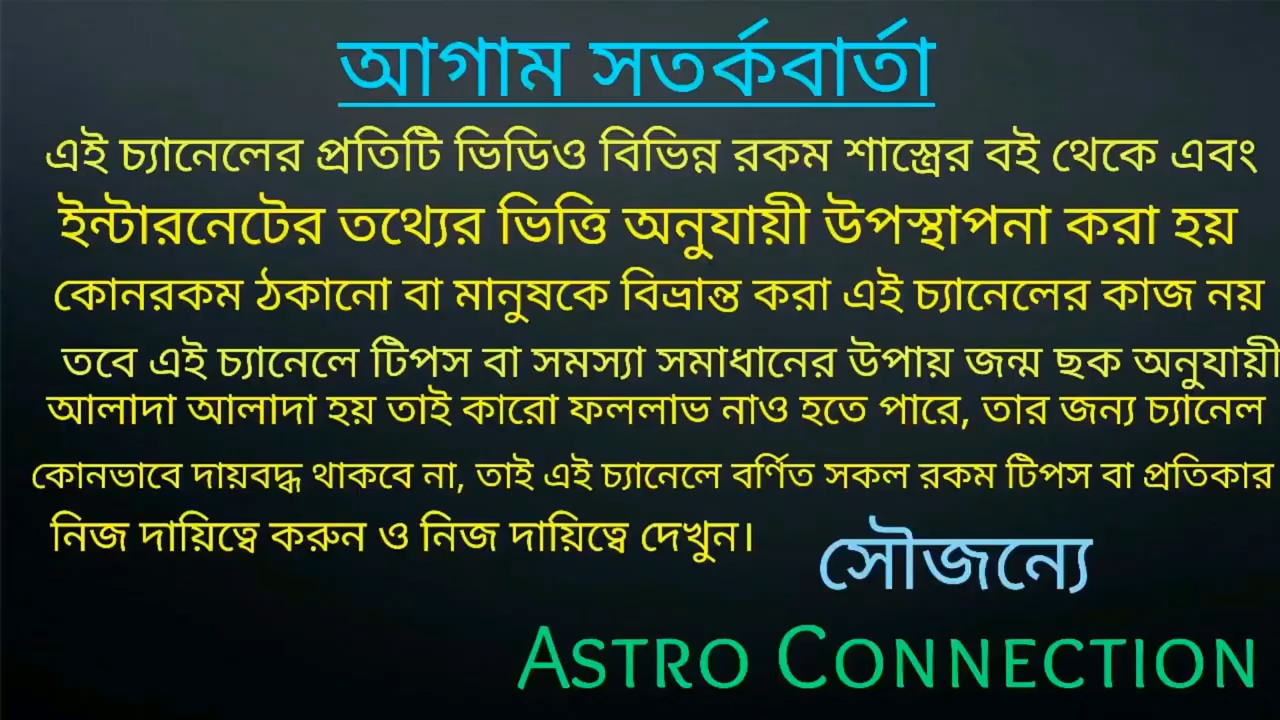 আগাম সতর্কবার্তা
এই চ্যানেলের প্রতিটি ভিডিও বিভিন্ন রকম শাস্ত্রের বই থেকে এবং
ইন্টারনেটের তথ্যের ভিত্তি অনুযায়ী উপস্থাপনা করা হয়
কোনরকম ঠকানো বা মানুষকে বিভ্রান্ত করা এই চ্যানেলের কাজ নয়
তবে এই চ্যানেলে টিপস বা সমস্যা সমাধানের উপায় জন্ম ছক অনুযায়ী
আলাদা আলাদা হয় তাই কারো ফললাভ নাও হতে পারে, তার জন্য চ্যানেল
কোনভাবে দায়বদ্ধ থাকবে না, তাই এই চ্যানেলে বর্ণিত সকল রকম টিপস বা প্রতিকার
নিজ দায়িত্বে করুন ও নিজ দায়িত্বে দেখুন।
সৌজন্যে
ASTRO CONNECTION